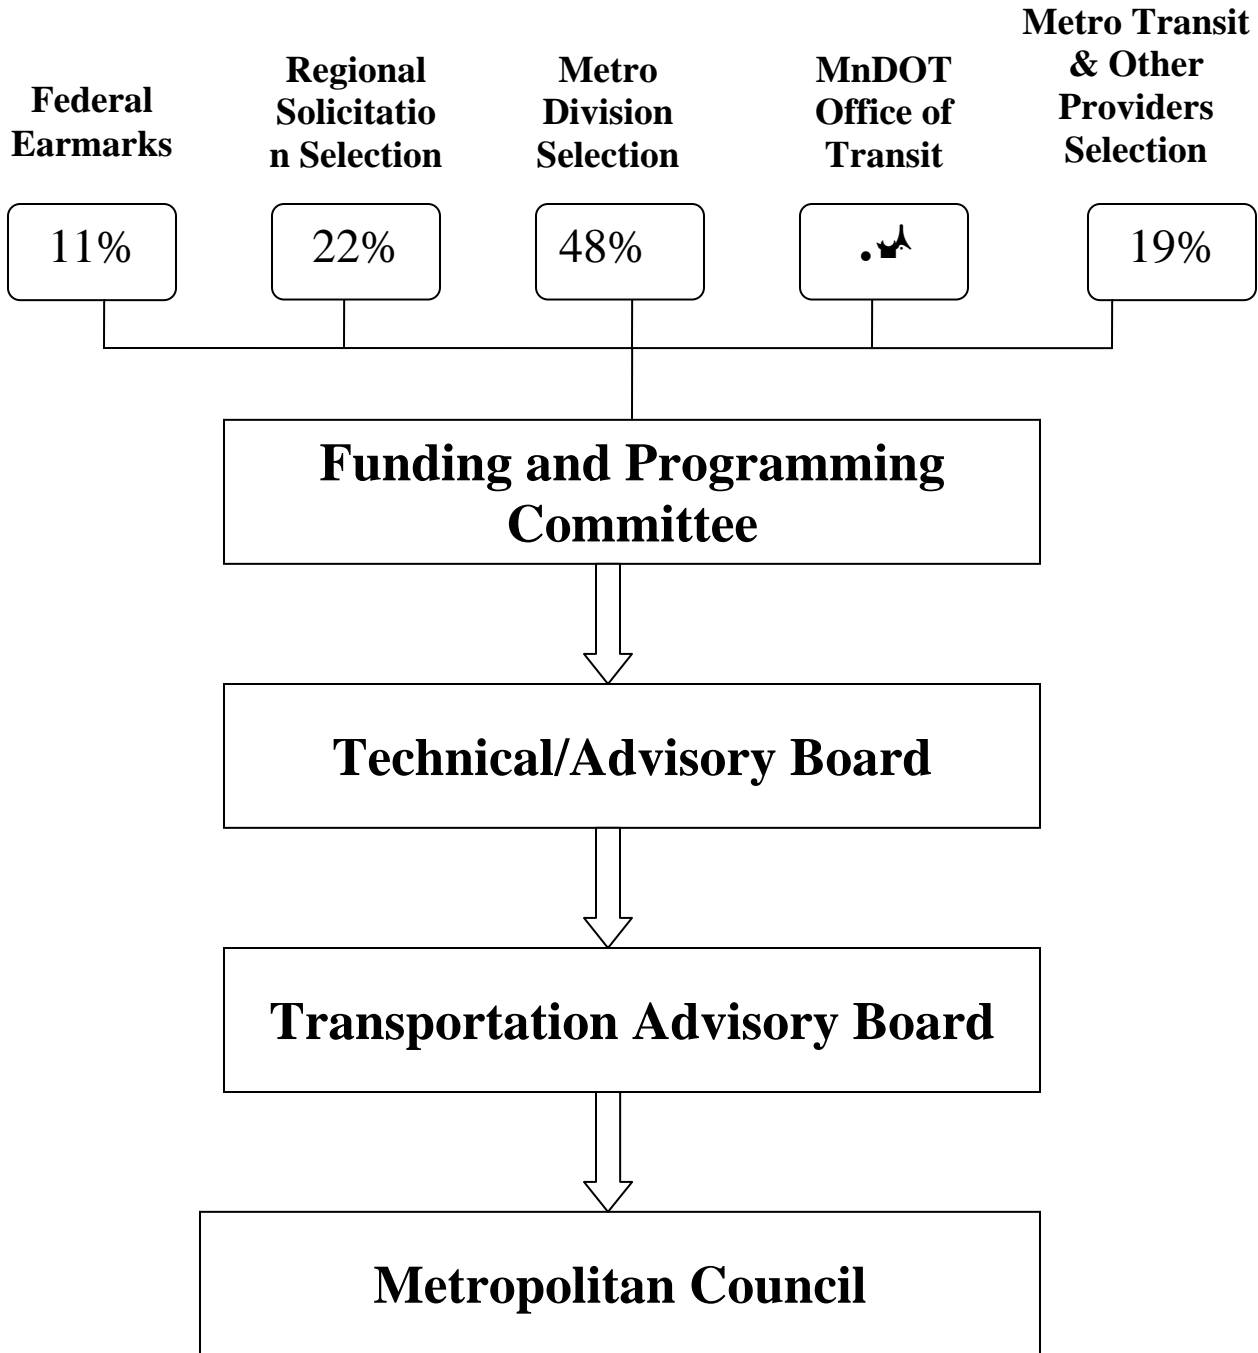 Federal
Earmarks
Regional
Solicitatio
n Selection
Metro
Division
Selection
MnDOT
Office of
Transit
Metro Transit
& Other
Providers
Selection
11%
22%
48%
19%
Funding and Programming
Committee
Technical/Advisory Board
Transportation Advisory Board
Metropolitan Council